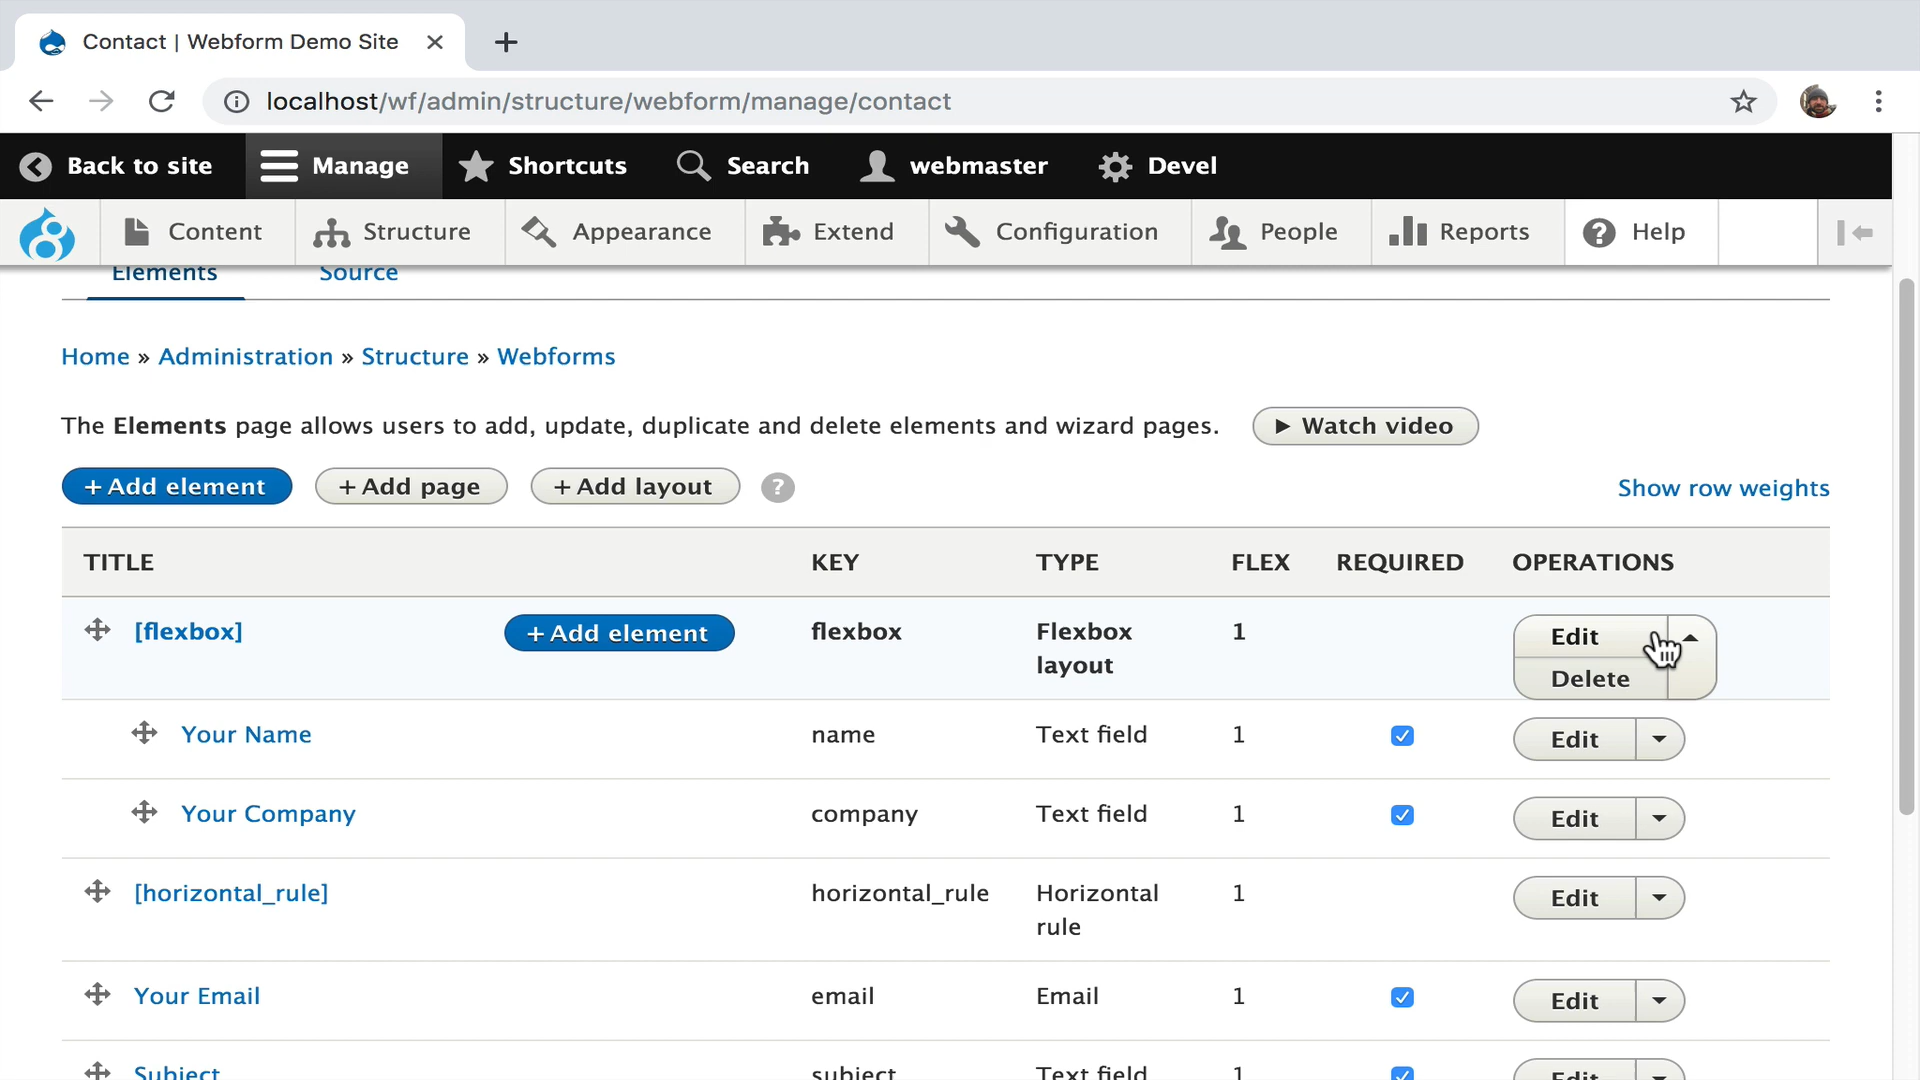 Contact | Webform Demo Site
localhost/wf/admin/structure/webform/manage/contact
Back to site Manage Shortcuts Search webmaster Devel
Content Structure Appearance Extend Configuration People Reports Help
Elements Source
Home » Administration » Structure » Webforms
The Elements page allows users to add, update, duplicate and delete elements and wizard pages. Watch video
+ Add element + Add page + Add layout ? Show row weights
TITLE KEY TYPE FLEX REQUIRED OPERATIONS
[flexbox] + Add element flexbox Flexbox layout 1 Edit
Delete
Your Name name Text field 1 Edit
Your Company company Text field 1 Edit
[horizontal_rule] horizontal_rule Horizontal rule 1 Edit
Your Email email Email 1 Edit
Subject subject Text field 1 Edit